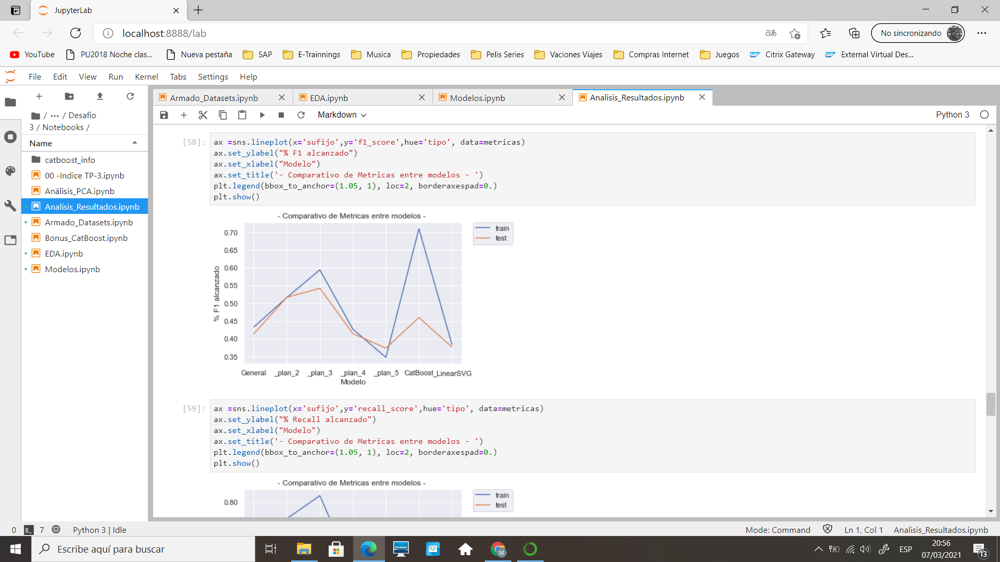 JupyterLab
localhost:8888/lab
aあ
No sincronizando
YouTube
PU2018 Noche clas...
Nueva pestaña
SAP
E-Trainnings
Musica
Propiedades
Pelis Series
Vaciones Viajes
Compras Internet
Juegos
SAP
Citrix Gateway
SAP
External Virtual Des...
File Edit View Run Kernel Tabs Settings Help
/ ··· / Desafio
3 / Notebooks /
Name
catboost_info
00 -Indice TP-3.ipynb
Análisis_PCA.ipynb
Analisis_Resultados.ipynb
Armado_Datasets.ipynb
Bonus_CatBoost.ipynb
EDA.ipynb
Modelos.ipynb
Armado_Datasets.ipynb
EDA.ipynb
Modelos.ipynb
Analisis_Resultados.ipynb
Markdown
Python 3
[58]:
ax =sns.lineplot(x='sufijo',y='f1_score',hue='tipo', data=metricas)
ax.set_ylabel("% F1 alcanzado")
ax.set_xlabel("Modelo")
ax.set_title('- Comparativo de Metricas entre modelos - ')
plt.legend(bbox_to_anchor=(1.05, 1), loc=2, borderaxespad=0.)
plt.show()
- Comparativo de Metricas entre modelos -
train
test
0.70
0.65
0.60
0.55
0.50
0.45
0.40
0.35
% F1 alcanzado
General _plan_2 _plan_3 _plan_4 _plan_5 CatBoost _LinearSVG
Modelo
[59]:
ax =sns.lineplot(x='sufijo',y='recall_score',hue='tipo', data=metricas)
ax.set_ylabel("% Recall alcanzado")
ax.set_xlabel("Modelo")
ax.set_title('- Comparativo de Metricas entre modelos - ')
plt.legend(bbox_to_anchor=(1.05, 1), loc=2, borderaxespad=0.)
plt.show()
- Comparativo de Metricas entre modelos -
train
test
0.80
0 $_ 7 Python 3 | Idle
Mode: Command
Ln 1, Col 1
Analisis_Resultados.ipynb
Escribe aquí para buscar
M
ESP
20:56
07/03/2021
13